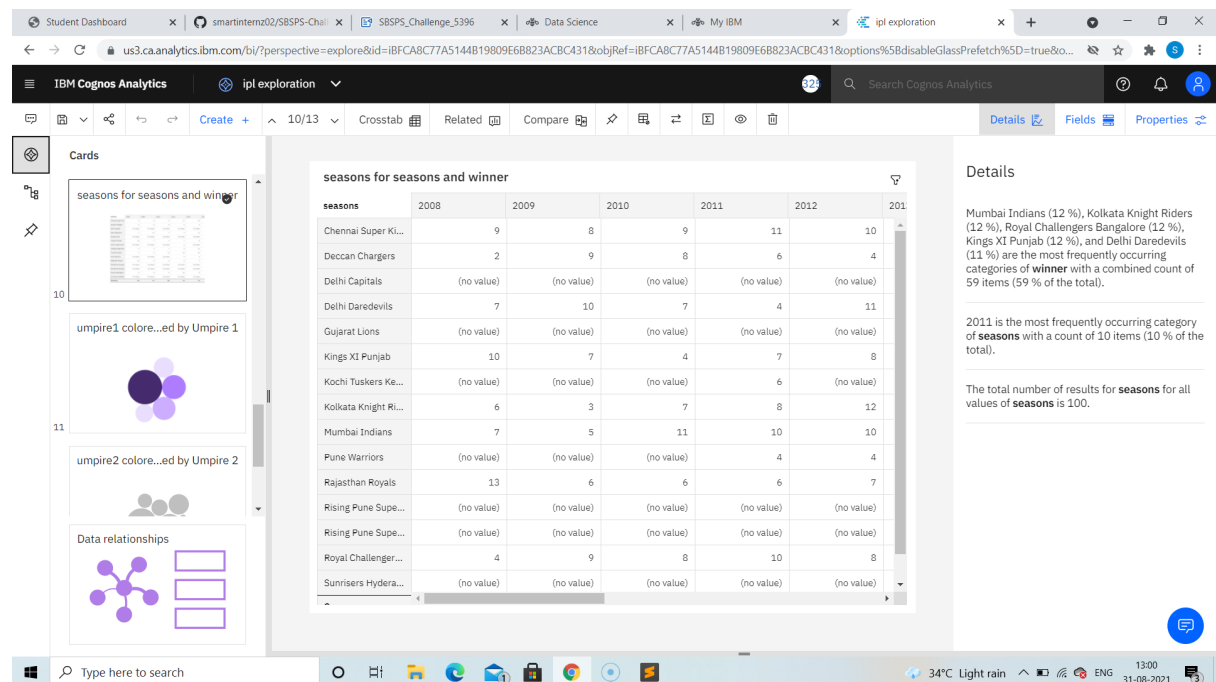 Student Dashboard
smartinternz02/SBSPS-Chall
SBSPS_Challenge_5396
Data Science
My IBM
ipl exploration
us3.ca.analytics.ibm.com/bi/?perspective=explore&id=iBFCA8C77A5144B19809E6B823ACBC431&objRef=iBFCA8C77A5144B19809E6B823ACBC431&options%5BdisableGlassPrefetch%5D=true&o...
S
IBM Cognos Analytics
ipl exploration
325
Search Cognos Analytics
Create +
10/13
Crosstab
Related
Compare
Details
Fields
Properties
Cards
seasons for seasons and winner
10
umpire1 colore...ed by Umpire 1
11
umpire2 colore...ed by Umpire 2
Data relationships
seasons for seasons and winner
seasons 2008 2009 2010 2011 2012 201
Chennai Super Ki... 9 8 9 11 10
Deccan Chargers 2 9 8 6 4
Delhi Capitals (no value) (no value) (no value) (no value) (no value)
Delhi Daredevils 7 10 7 4 11
Gujarat Lions (no value) (no value) (no value) (no value) (no value)
Kings XI Punjab 10 7 4 7 8
Kochi Tuskers Ke... (no value) (no value) (no value) 6 (no value)
Kolkata Knight Ri... 6 3 7 8 12
Mumbai Indians 7 5 11 10 10
Pune Warriors (no value) (no value) (no value) 4 4
Rajasthan Royals 13 6 6 6 7
Rising Pune Supe... (no value) (no value) (no value) (no value) (no value)
Rising Pune Supe... (no value) (no value) (no value) (no value) (no value)
Royal Challenger... 4 9 8 10 8
Sunrisers Hydera... (no value) (no value) (no value) (no value) (no value)
Details
Mumbai Indians (12 %), Kolkata Knight Riders
(12 %), Royal Challengers Bangalore (12 %),
Kings XI Punjab (12 %), and Delhi Daredevils
(11 %) are the most frequently occurring
categories of winner with a combined count of
59 items (59 % of the total).
2011 is the most frequently occurring category
of seasons with a count of 10 items (10 % of the
total).
The total number of results for seasons for all
values of seasons is 100.
Type here to search
34°C Light rain
ENG
13:00
31-08-2021